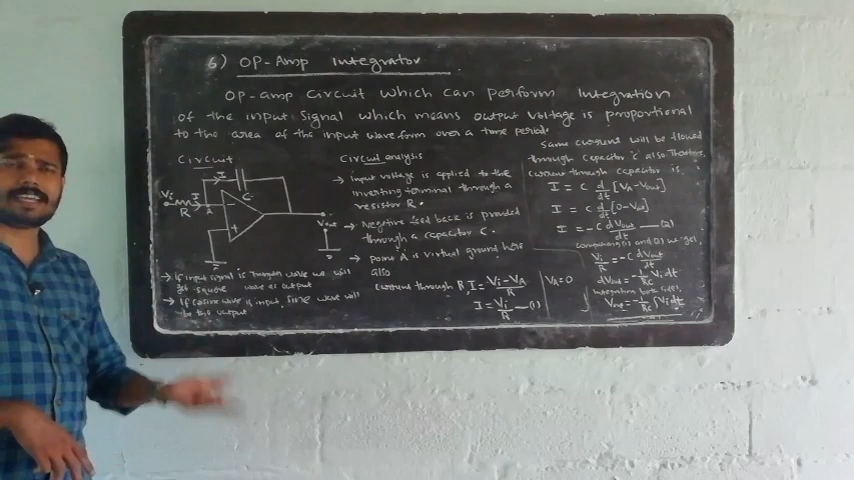 6) OP-Amp Integrator
OP-amp circuit which can perform Integration
of the input signal which means output voltage is proportional
to the area of the input waveform over a time period.
Circuit
Vi
R
I
A
I
C
-
+
Vout
→ If input signal is wave we will
get square wave as output
→ If cosine wave is input, sine wave will
be the output
Circuit analysis
→ input voltage is applied to the
inverting terminal through a
resistor R.
→ Negative feed back is provided
through a capacitor C.
→ point A is virtual ground here
also
Current through R, I = Vi-VA/R | VA=0
I = Vi/R —(1)
Same current will be flowed
through capacitor 'C' also. Therefore,
current through capacitor is.
I = C d/dt [VA-Vout]
I = C d/dt [0-Vout]
I = -C dVout/dt —(2)
Comparing (1) and (2) we get,
Vi/R = -C dVout/dt
dVout = -1/RC Vi dt
Integrating both sides,
Vout = -1/RC ∫Vi dt